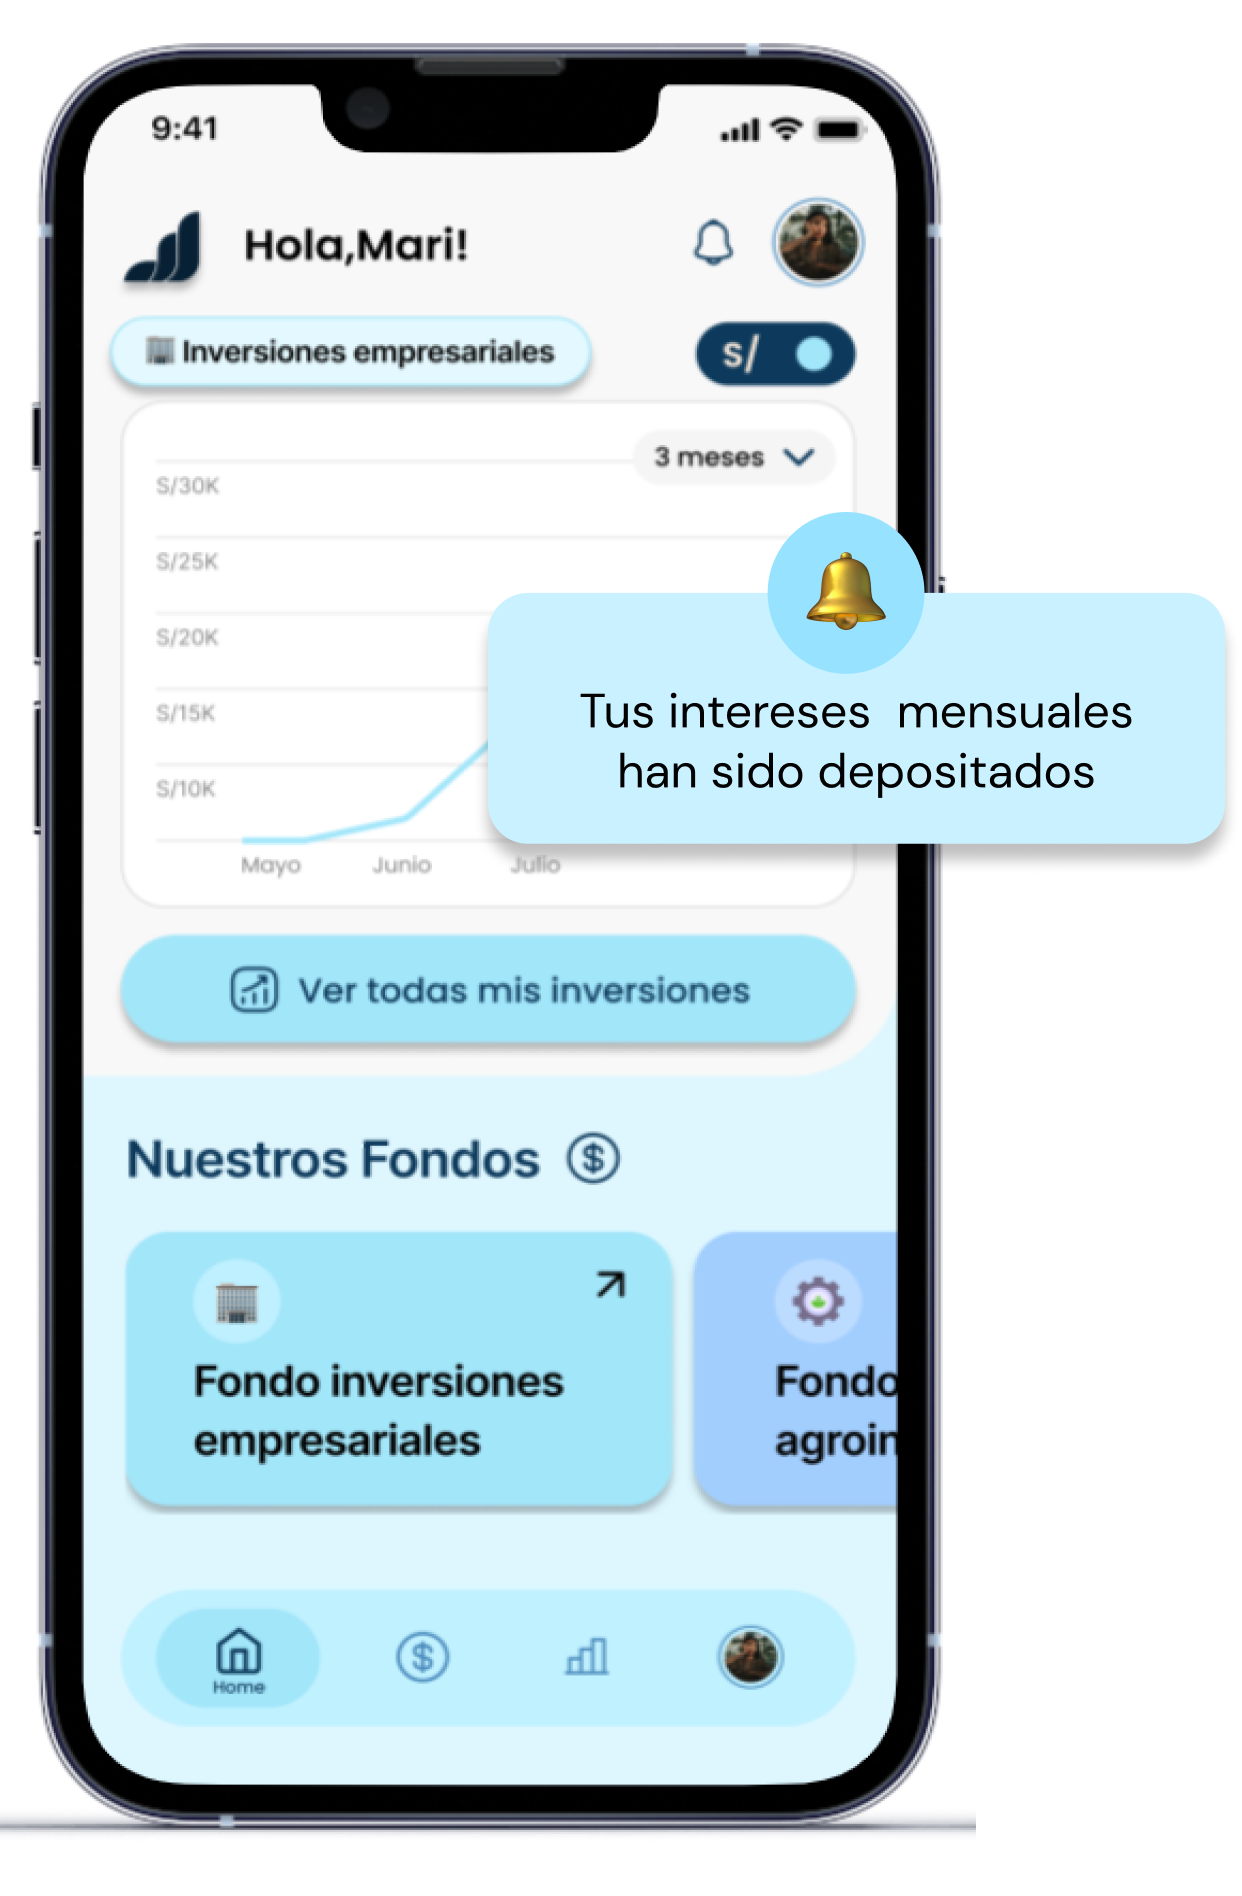 9:41
Hola,Mari!
Inversiones empresariales
S/
3 meses
S/30K
S/25K
S/20K
S/15K
S/10K
Mayo Junio Julio
Tus intereses mensuales
han sido depositados
Ver todas mis inversiones
Nuestros Fondos $
Fondo inversiones
empresariales
Fondo
agroin
Home
$